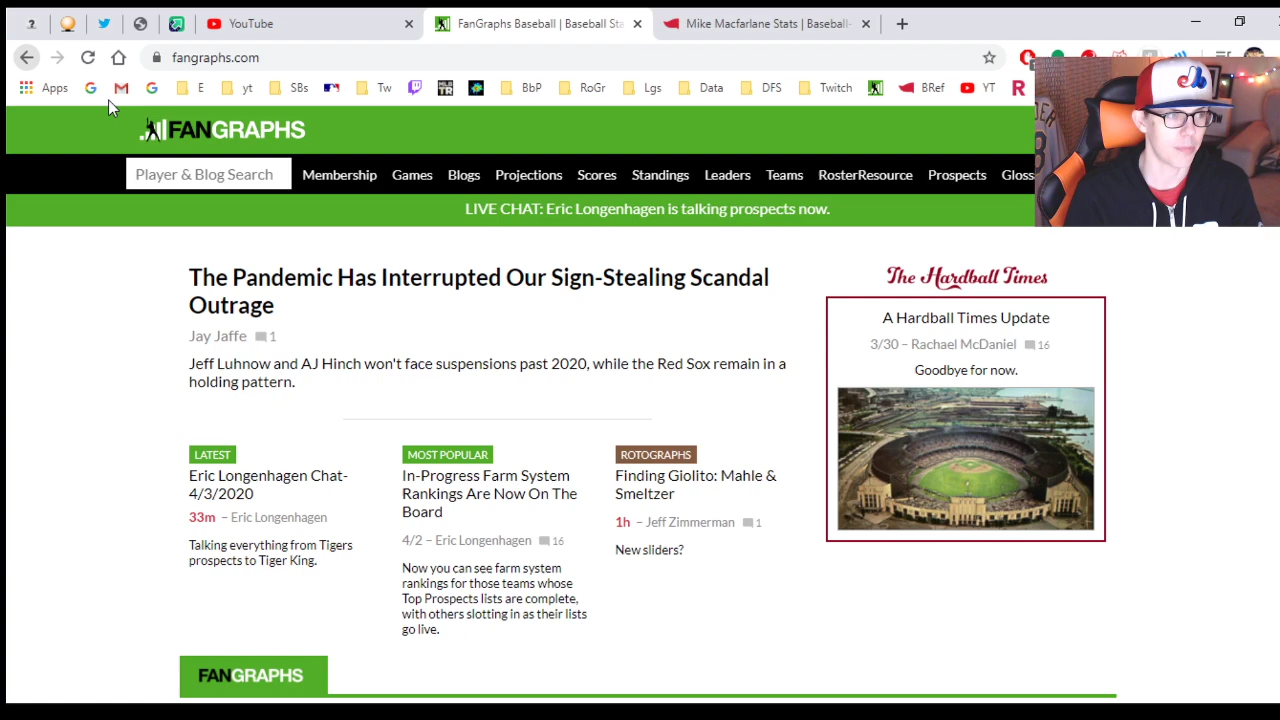 YouTube
FanGraphs Baseball | Baseball Sta
Mike Macfarlane Stats | Baseball-
fangraphs.com
Apps
E
yt
SBs
Tw
BbP
RoGr
Lgs
Data
DFS
Twitch
BRef
YT
R
FANGRAPHS
Player & Blog Search
Membership
Games
Blogs
Projections
Scores
Standings
Leaders
Teams
RosterResource
Prospects
Gloss
LIVE CHAT: Eric Longenhagen is talking prospects now.
The Pandemic Has Interrupted Our Sign-Stealing Scandal
Outrage
Jay Jaffe 1
Jeff Luhnow and AJ Hinch won't face suspensions past 2020, while the Red Sox remain in a
holding pattern.
The Hardball Times
A Hardball Times Update
3/30 – Rachael McDaniel 16
Goodbye for now.
LATEST
Eric Longenhagen Chat-
4/3/2020
33m – Eric Longenhagen
Talking everything from Tigers
prospects to Tiger King.
MOST POPULAR
In-Progress Farm System
Rankings Are Now On The
Board
4/2 – Eric Longenhagen 16
Now you can see farm system
rankings for those teams whose
Top Prospects lists are complete,
with others slotting in as their lists
go live.
ROTOGRAPHS
Finding Giolito: Mahle &
Smeltzer
1h – Jeff Zimmerman 1
New sliders?
FANGRAPHS